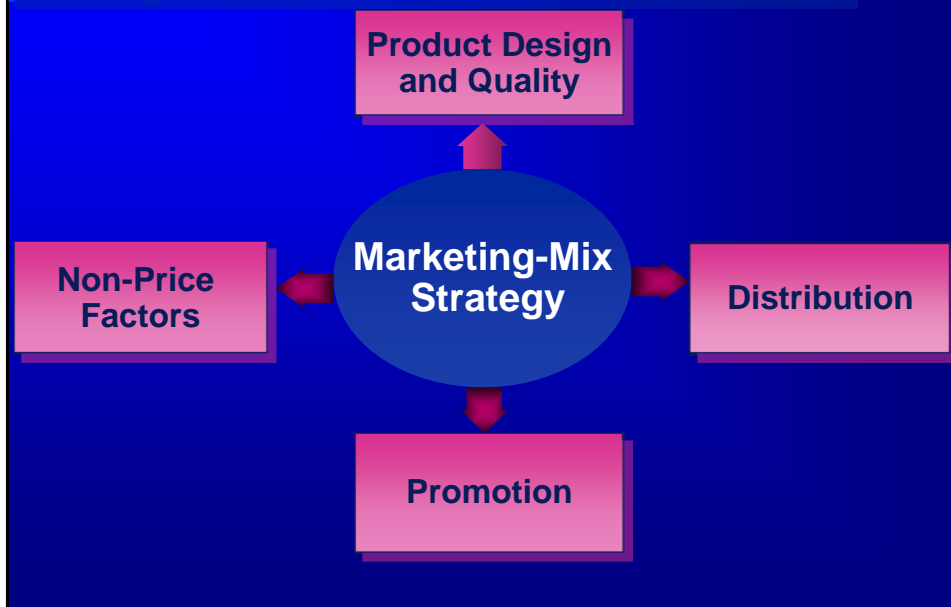 Product Design
and Quality
Marketing-Mix
Strategy
Non-Price
Factors
Distribution
Promotion